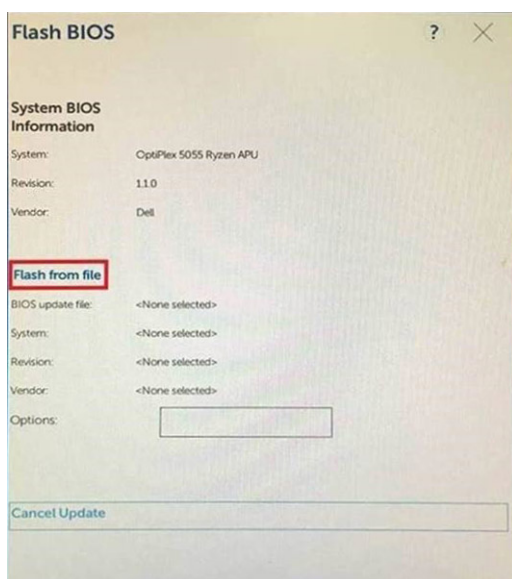 Flash BIOS ?
System BIOS
Information
System: OptiPlex 5055 Ryzen APU
Revision: 1.1.0
Vendor: Dell
Flash from file
BIOS update file: <None selected>
System: <None selected>
Revision: <None selected>
Vendor: <None selected>
Options:
Cancel Update